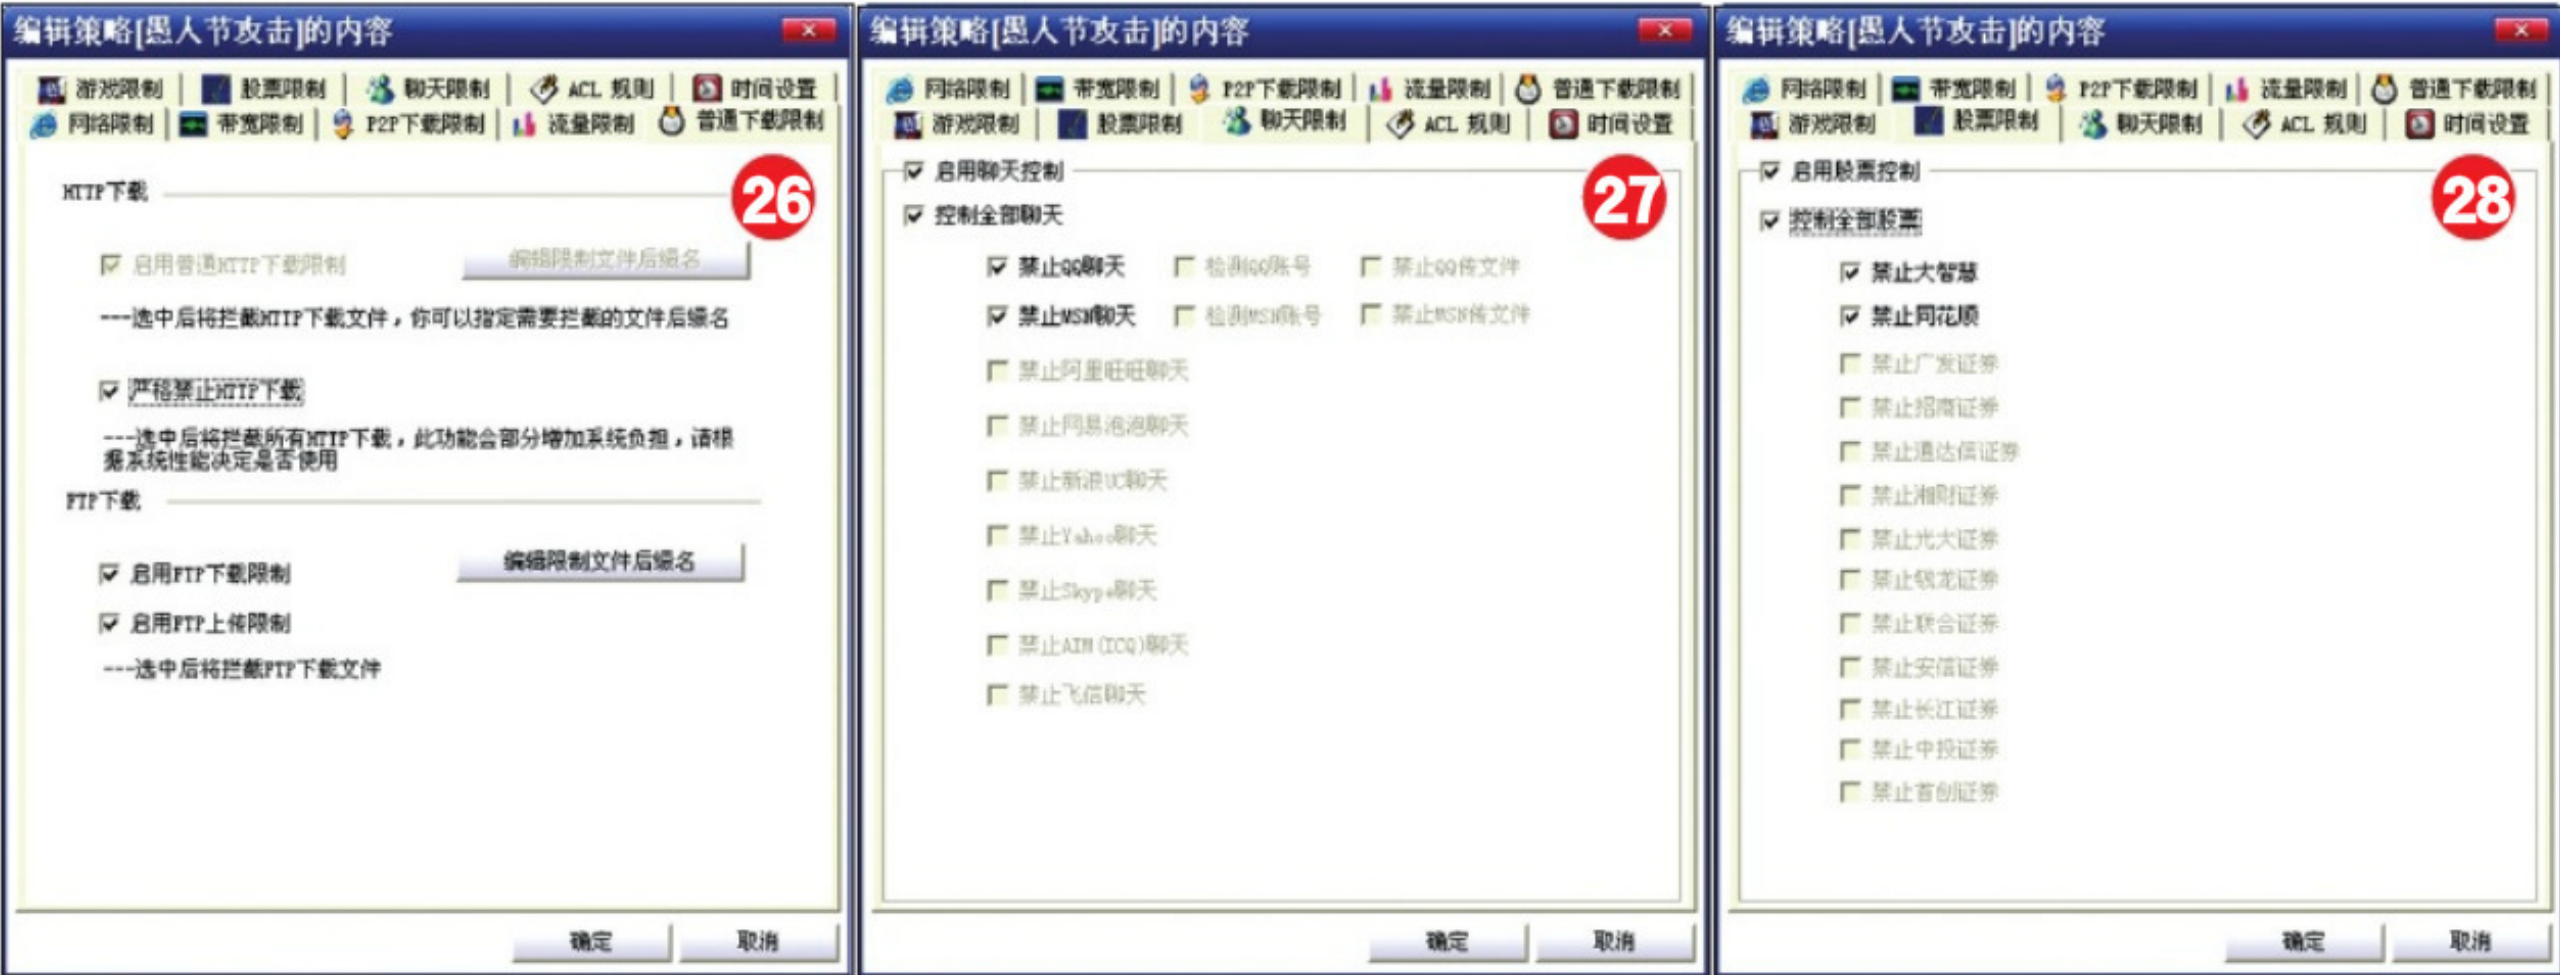 编辑策略[愚人节攻击]的内容
游戏限制 股票限制 聊天限制 ACL 规则 时间设置
网络限制 带宽限制 P2P下载限制 流量限制 普通下载限制
26
HTTP下载
启用普通HTTP下载限制 编辑限制文件后缀名
---选中后将拦截HTTP下载文件，你可以指定需要拦截的文件后缀名
严格禁止HTTP下载
---选中后将拦截所有HTTP下载，此功能会部分增加系统负担，请根
据系统性能决定是否使用
FTP下载
启用FTP下载限制 编辑限制文件后缀名
启用FTP上传限制
---选中后将拦截FTP下载文件
确定 取消
编辑策略[愚人节攻击]的内容
网络限制 带宽限制 P2P下载限制 流量限制 普通下载限制
游戏限制 股票限制 聊天限制 ACL 规则 时间设置
27
启用聊天控制
控制全部聊天
禁止QQ聊天 检测QQ账号 禁止QQ传文件
禁止MSN聊天 检测MSN账号 禁止MSN传文件
禁止阿里旺旺聊天
禁止网易泡泡聊天
禁止新浪UC聊天
禁止Yahoo聊天
禁止Skype聊天
禁止AIM(ICQ)聊天
禁止飞信聊天
确定 取消
编辑策略[愚人节攻击]的内容
网络限制 带宽限制 P2P下载限制 流量限制 普通下载限制
游戏限制 股票限制 聊天限制 ACL 规则 时间设置
28
启用股票控制
控制全部股票
禁止大智慧
禁止同花顺
禁止广发证券
禁止招商证券
禁止通达信证券
禁止湘财证券
禁止光大证券
禁止钱龙证券
禁止联合证券
禁止安信证券
禁止长江证券
禁止中投证券
禁止首创证券
确定 取消